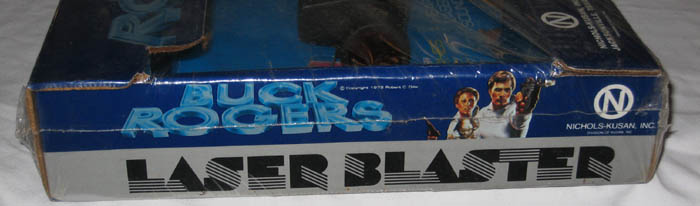 © Copyright 1979 Robert C. Dille
BUCK
ROGERS
N
NICHOLS-KUSAN, INC.
LASER BLASTER